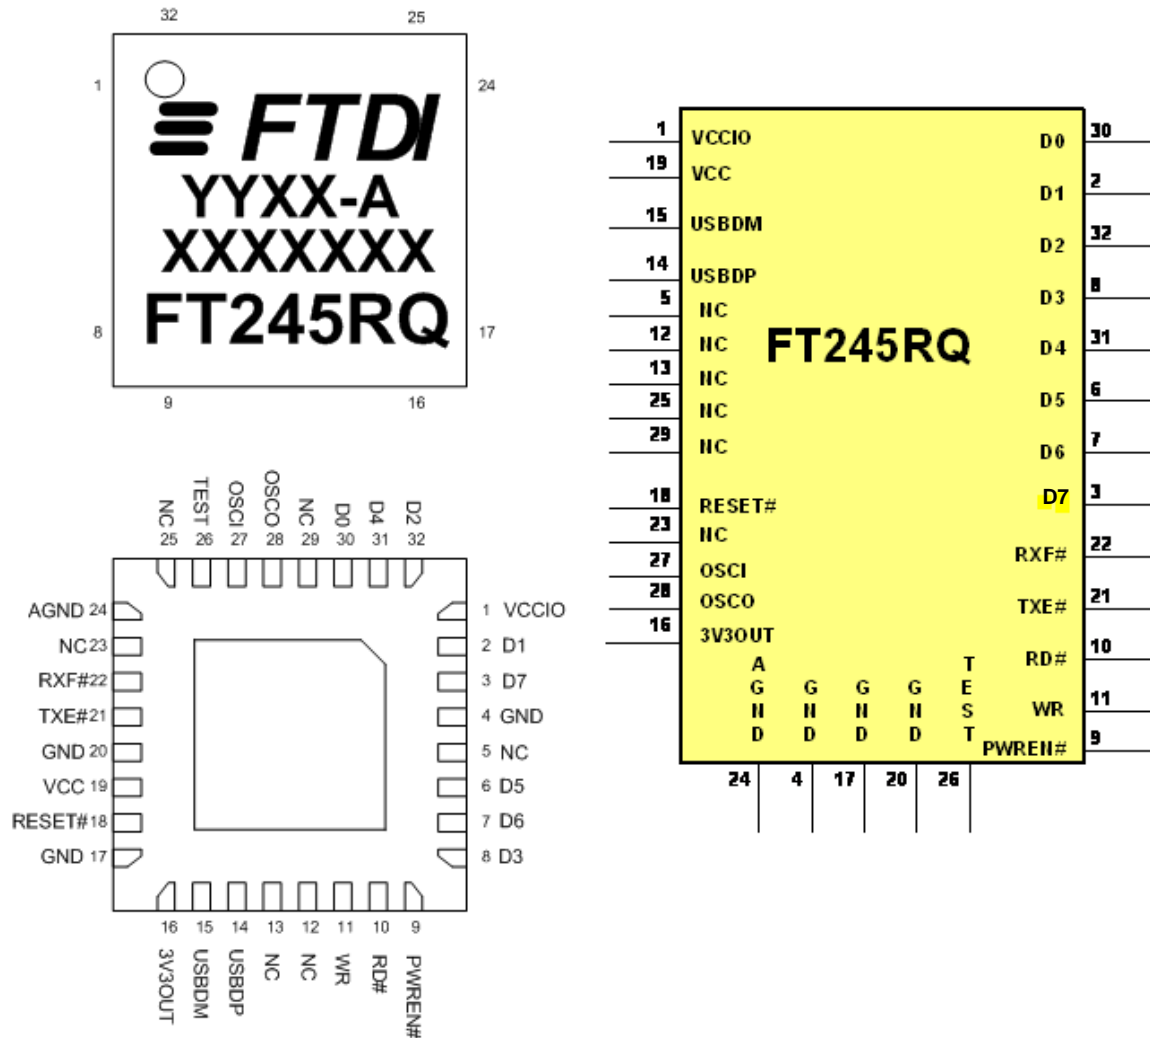 32 25
1 24
FTDI
YYXX-A
XXXXXXX
FT245RQ
8 17
9 16
NC 25
TEST 26
OSCI 27
OSCO 28
NC 29
D0 30
D4 31
D2 32
AGND 24
NC 23
RXF# 22
TXE# 21
GND 20
VCC 19
RESET# 18
GND 17
1 VCCIO
2 D1
3 D7
4 GND
5 NC
6 D5
7 D6
8 D3
16 3V3OUT
15 USBDM
14 USBDP
13 NC
12 NC
11 WR
10 RD#
9 PWREN#
1 VCCIO
19 VCC
15 USBDM
14 USBDP
5 NC
12 NC
13 NC
25 NC
29 NC
18 RESET#
23 NC
27 OSCI
28 OSCO
16 3V3OUT
FT245RQ
D0 30
D1 2
D2 32
D3 8
D4 31
D5 6
D6 7
D7 3
RXF# 22
TXE# 21
RD# 10
WR 11
PWREN# 9
AGND 24
GND 4
GND 17
GND 20
TEST 26